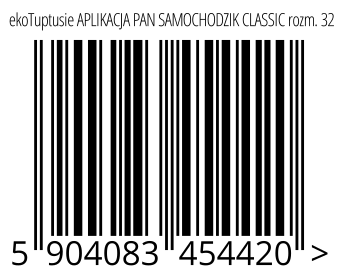 ekoTuptusie APLIKACJA PAN SAMOCHODZIK CLASSIC rozm. 32
5 904083 454420 >